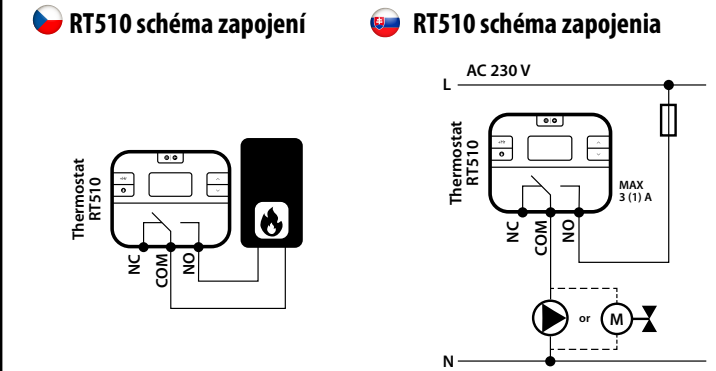 RT510 schéma zapojení
RT510 schéma zapojenia
Thermostat
RT510
NC
COM
NO
AC 230 V
L
Thermostat
RT510
MAX
3 (1) A
NC
COM
NO
or
M
N